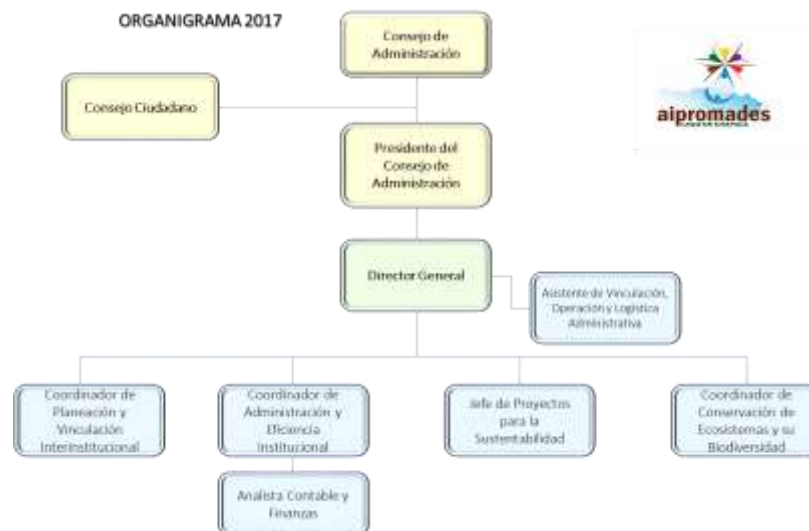 ORGANIGRAMA 2017
Consejo de
Administración
Consejo Ciudadano
aipromades
Presidente del
Consejo de
Administración
Director General
Asistente de Vinculación,
Operación y Logística
Administrativa
Coordinador de
Planeación y
Vinculación
Interinstitucional
Coordinador de
Administración y
Eficiencia
Institucional
Jefe de Proyectos
para la
Sustentabilidad
Coordinador de
Conservación de
Ecosistemas y su
Biodiversidad
Analista Contable y
Finanzas